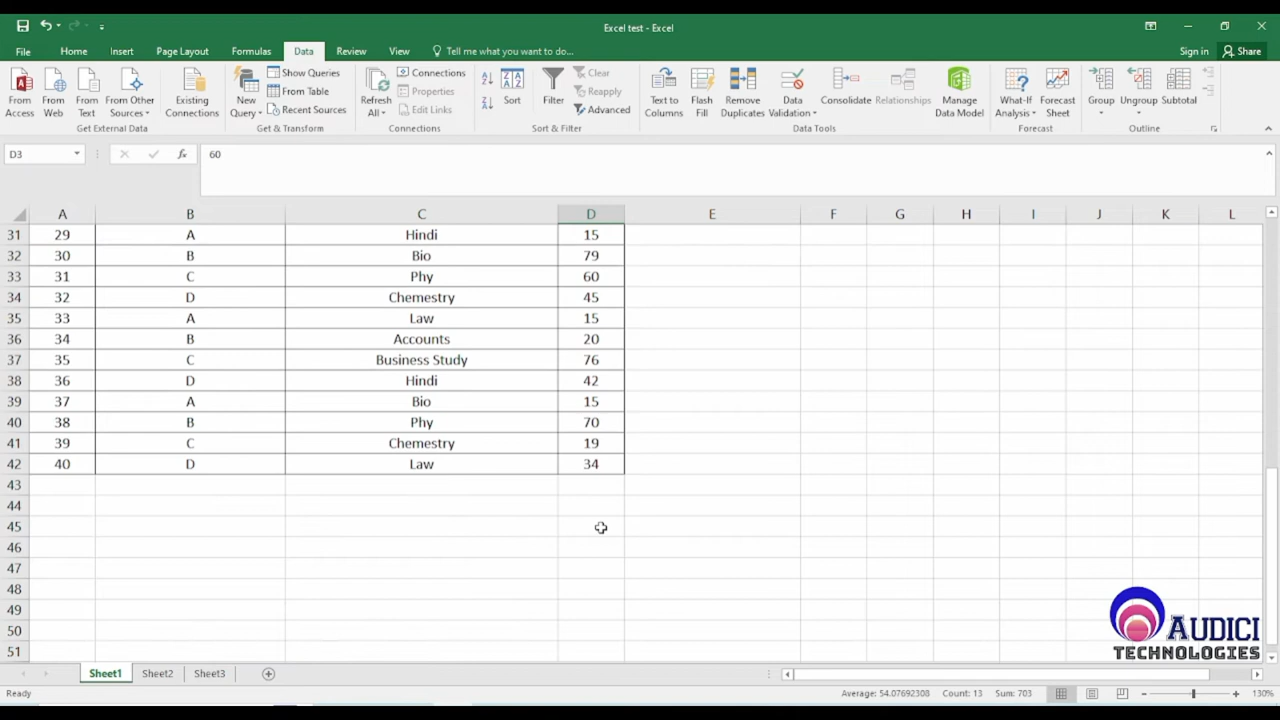 Excel test - Excel
File Home Insert Page Layout Formulas Data Review View Tell me what you want to do... Sign in Share
From Access From Web From Text From Other Sources Existing Connections New Query Show Queries From Table Recent Sources Refresh All Connections Properties Edit Links Sort Filter Clear Reapply Advanced Text to Columns Flash Fill Remove Duplicates Data Validation Consolidate Relationships Manage Data Model What-If Analysis Forecast Sheet Group Ungroup Subtotal
Get External Data Get & Transform Connections Sort & Filter Data Tools Forecast Outline
D3 fx 60
A B C D E F G H I J K L
31 29 A Hindi 15
32 30 B Bio 79
33 31 C Phy 60
34 32 D Chemestry 45
35 33 A Law 15
36 34 B Accounts 20
37 35 C Business Study 76
38 36 D Hindi 42
39 37 A Bio 15
40 38 B Phy 70
41 39 C Chemestry 19
42 40 D Law 34
43
44
45
46
47
48
49
50
51
AUDICI
TECHNOLOGIES
Sheet1 Sheet2 Sheet3
Ready Average: 54.07692308 Count: 13 Sum: 703 130%